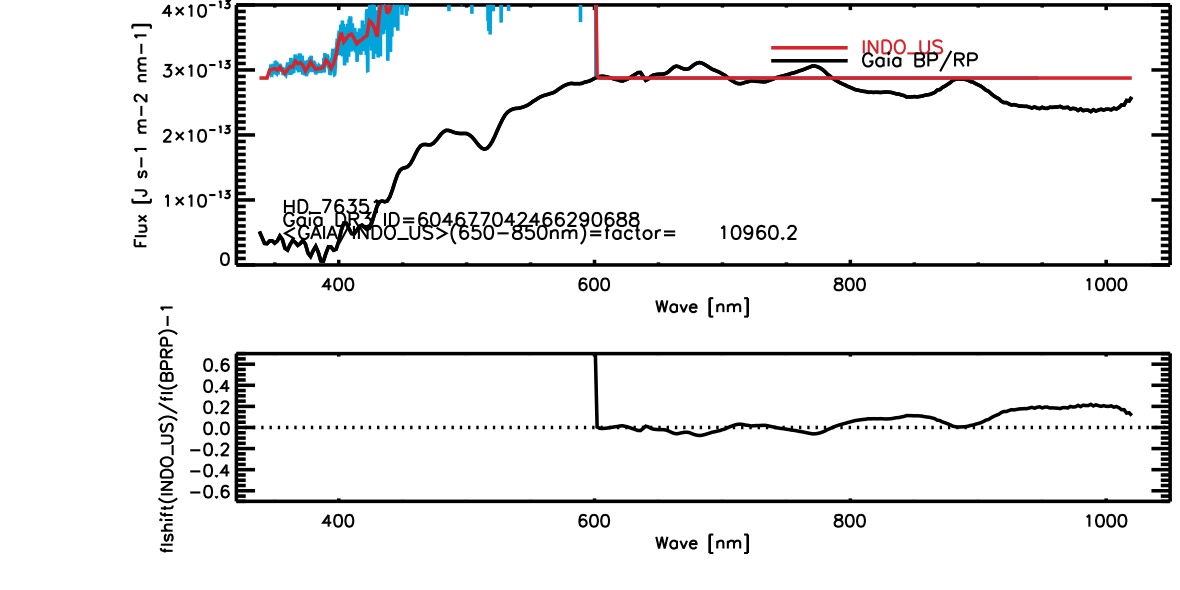 4×10−13
3×10−13
2×10−13
1×10−13
0
Flux [J s−1 m−2 nm−1]
INDO_US
Gaia BP/RP
HD_76351
Gaia DR3 ID=604677042466290688
<GAIA/INDO_US>(650−850nm)=factor= 10960.2
400 600 800 1000
Wave [nm]
flshift(INDO_US)/fl(BPRP)−1
0.6
0.4
0.2
0.0
−0.2
−0.4
−0.6
400 600 800 1000
Wave [nm]